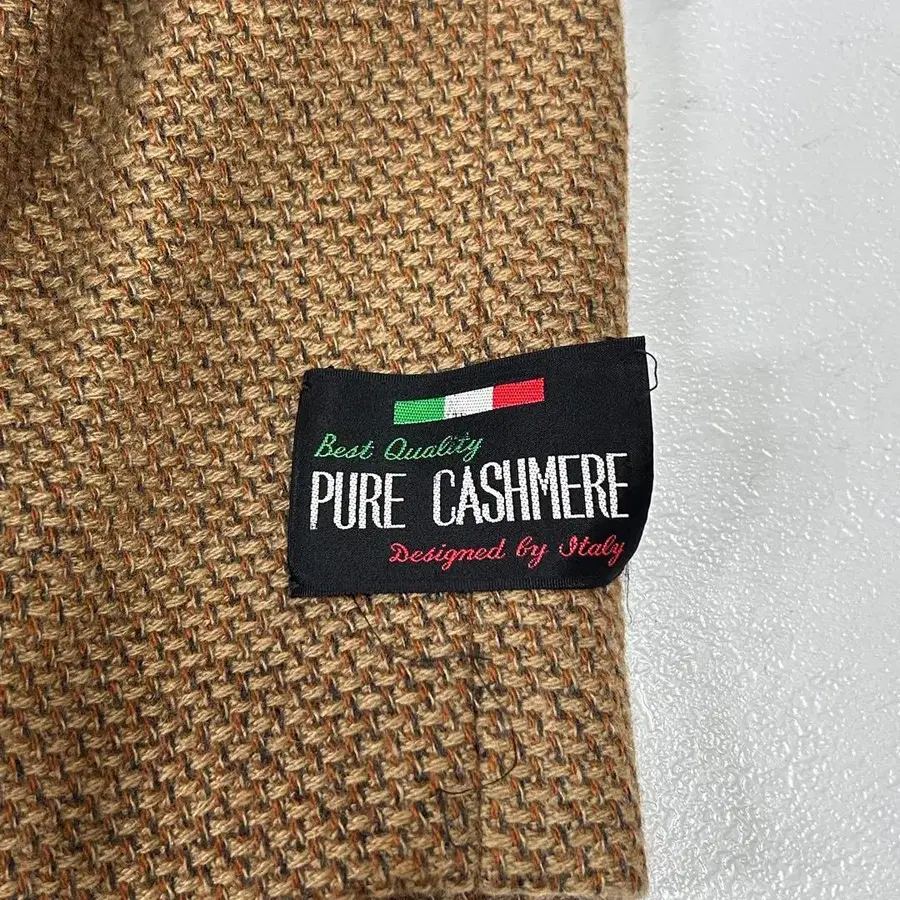 Best Quality
PURE CASHMERE
Designed by Italy